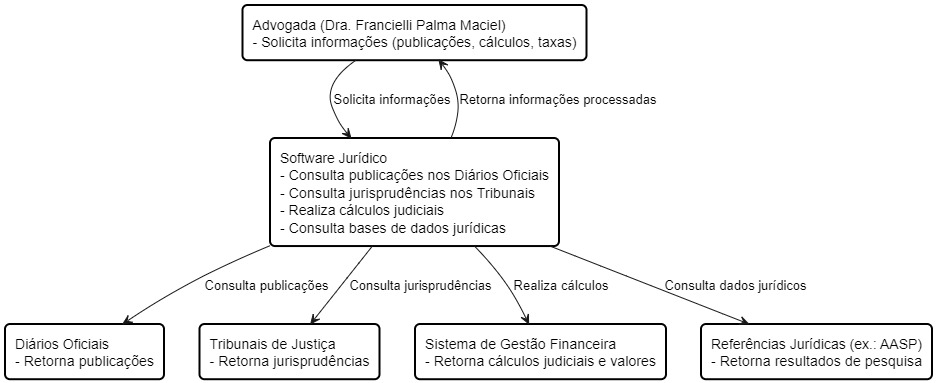 Advogada (Dra. Francielli Palma Maciel)
- Solicita informações (publicações, cálculos, taxas)
Solicita informações
Retorna informações processadas
Software Jurídico
- Consulta publicações nos Diários Oficiais
- Consulta jurisprudências nos Tribunais
- Realiza cálculos judiciais
- Consulta bases de dados jurídicas
Consulta publicações
Consulta jurisprudências
Realiza cálculos
Consulta dados jurídicos
Diários Oficiais
- Retorna publicações
Tribunais de Justiça
- Retorna jurisprudências
Sistema de Gestão Financeira
- Retorna cálculos judiciais e valores
Referências Jurídicas (ex.: AASP)
- Retorna resultados de pesquisa